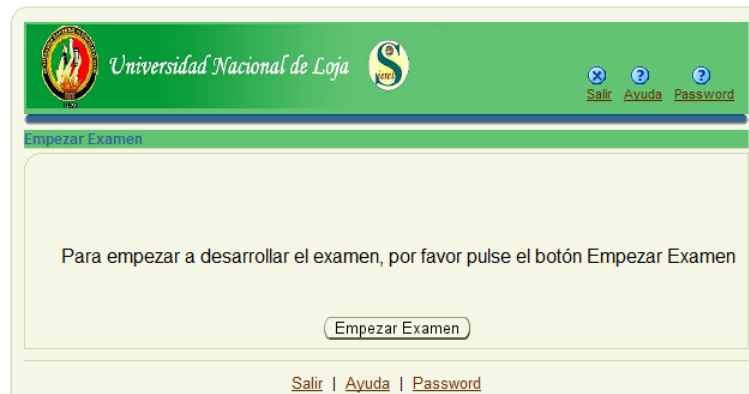 Universidad Nacional de Loja
Salir Ayuda Password
Empezar Examen
Para empezar a desarrollar el examen, por favor pulse el botón Empezar Examen
Empezar Examen
Salir | Ayuda | Password